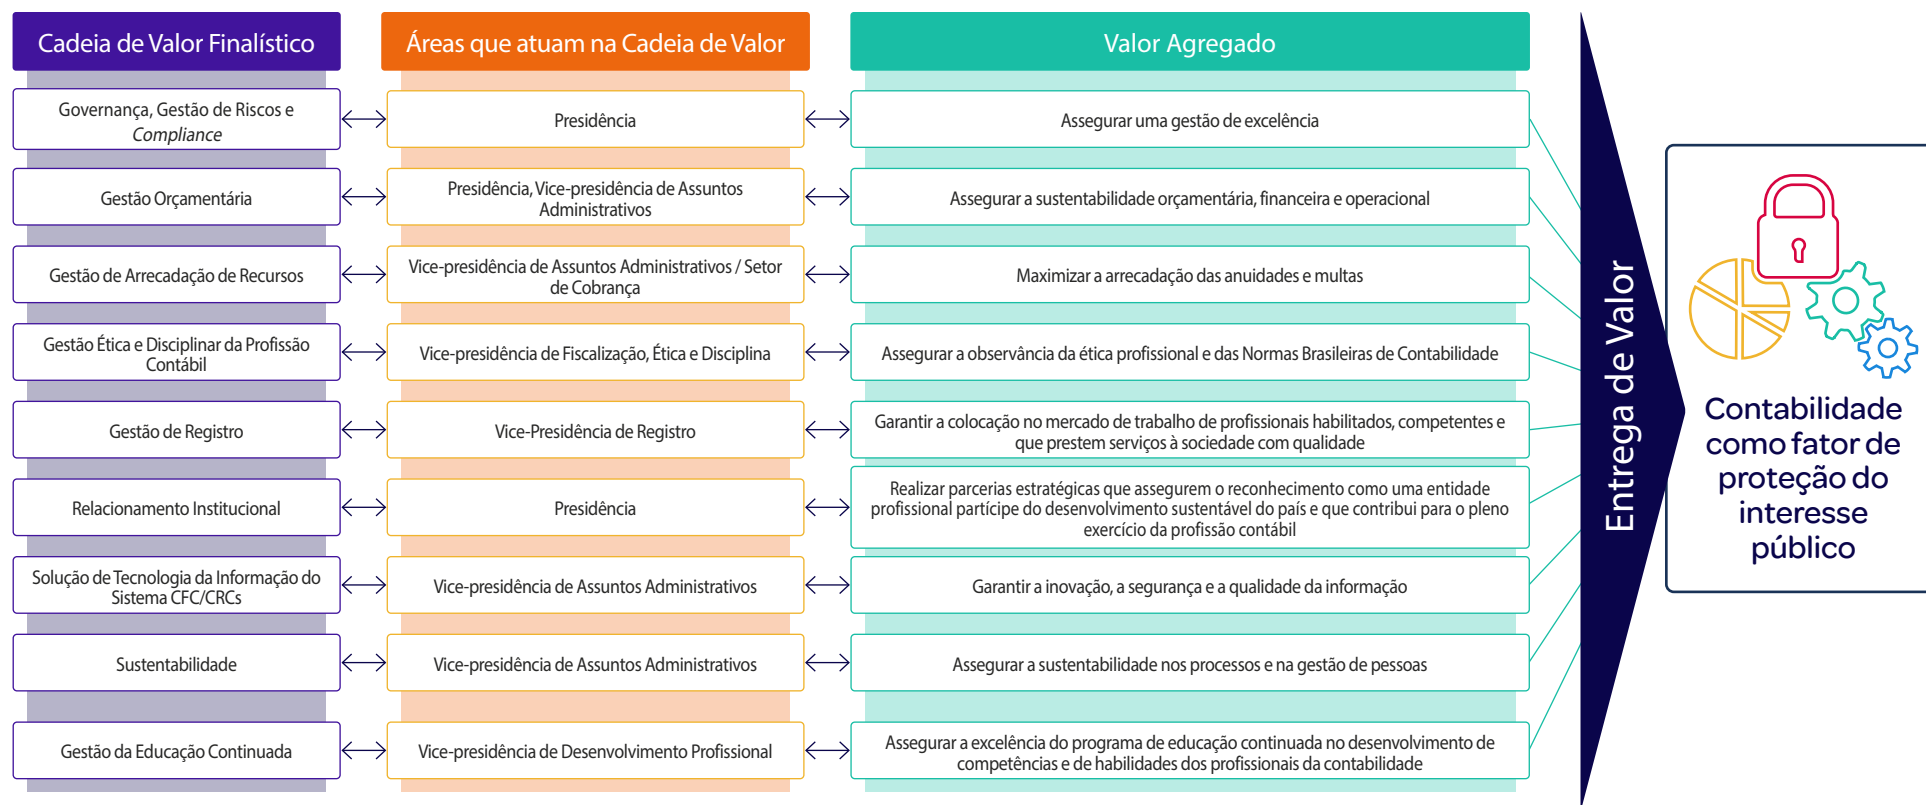 Cadeia de Valor Finalístico
Áreas que atuam na Cadeia de Valor
Valor Agregado
Governança, Gestão de Riscos e
Compliance
Presidência
Assegurar uma gestão de excelência
Gestão Orçamentária
Presidência, Vice-presidência de Assuntos
Administrativos
Assegurar a sustentabilidade orçamentária, financeira e operacional
Gestão de Arrecadação de Recursos
Vice-presidência de Assuntos Administrativos / Setor
de Cobrança
Maximizar a arrecadação das anuidades e multas
Gestão Ética e Disciplinar da Profissão
Contábil
Vice-presidência de Fiscalização, Ética e Disciplina
Assegurar a observância da ética profissional e das Normas Brasileiras de Contabilidade
Gestão de Registro
Vice-Presidência de Registro
Garantir a colocação no mercado de trabalho de profissionais habilitados, competentes e
que prestem serviços à sociedade com qualidade
Relacionamento Institucional
Presidência
Realizar parcerias estratégicas que assegurem o reconhecimento como uma entidade
profissional partícipe do desenvolvimento sustentável do país e que contribui para o pleno
exercício da profissão contábil
Solução de Tecnologia da Informação do
Sistema CFC/CRCs
Vice-presidência de Assuntos Administrativos
Garantir a inovação, a segurança e a qualidade da informação
Sustentabilidade
Vice-presidência de Assuntos Administrativos
Assegurar a sustentabilidade nos processos e na gestão de pessoas
Gestão da Educação Continuada
Vice-presidência de Desenvolvimento Profissional
Assegurar a excelência do programa de educação continuada no desenvolvimento de
competências e de habilidades dos profissionais da contabilidade
Entrega de Valor
Contabilidade
como fator de
proteção do
interesse
público